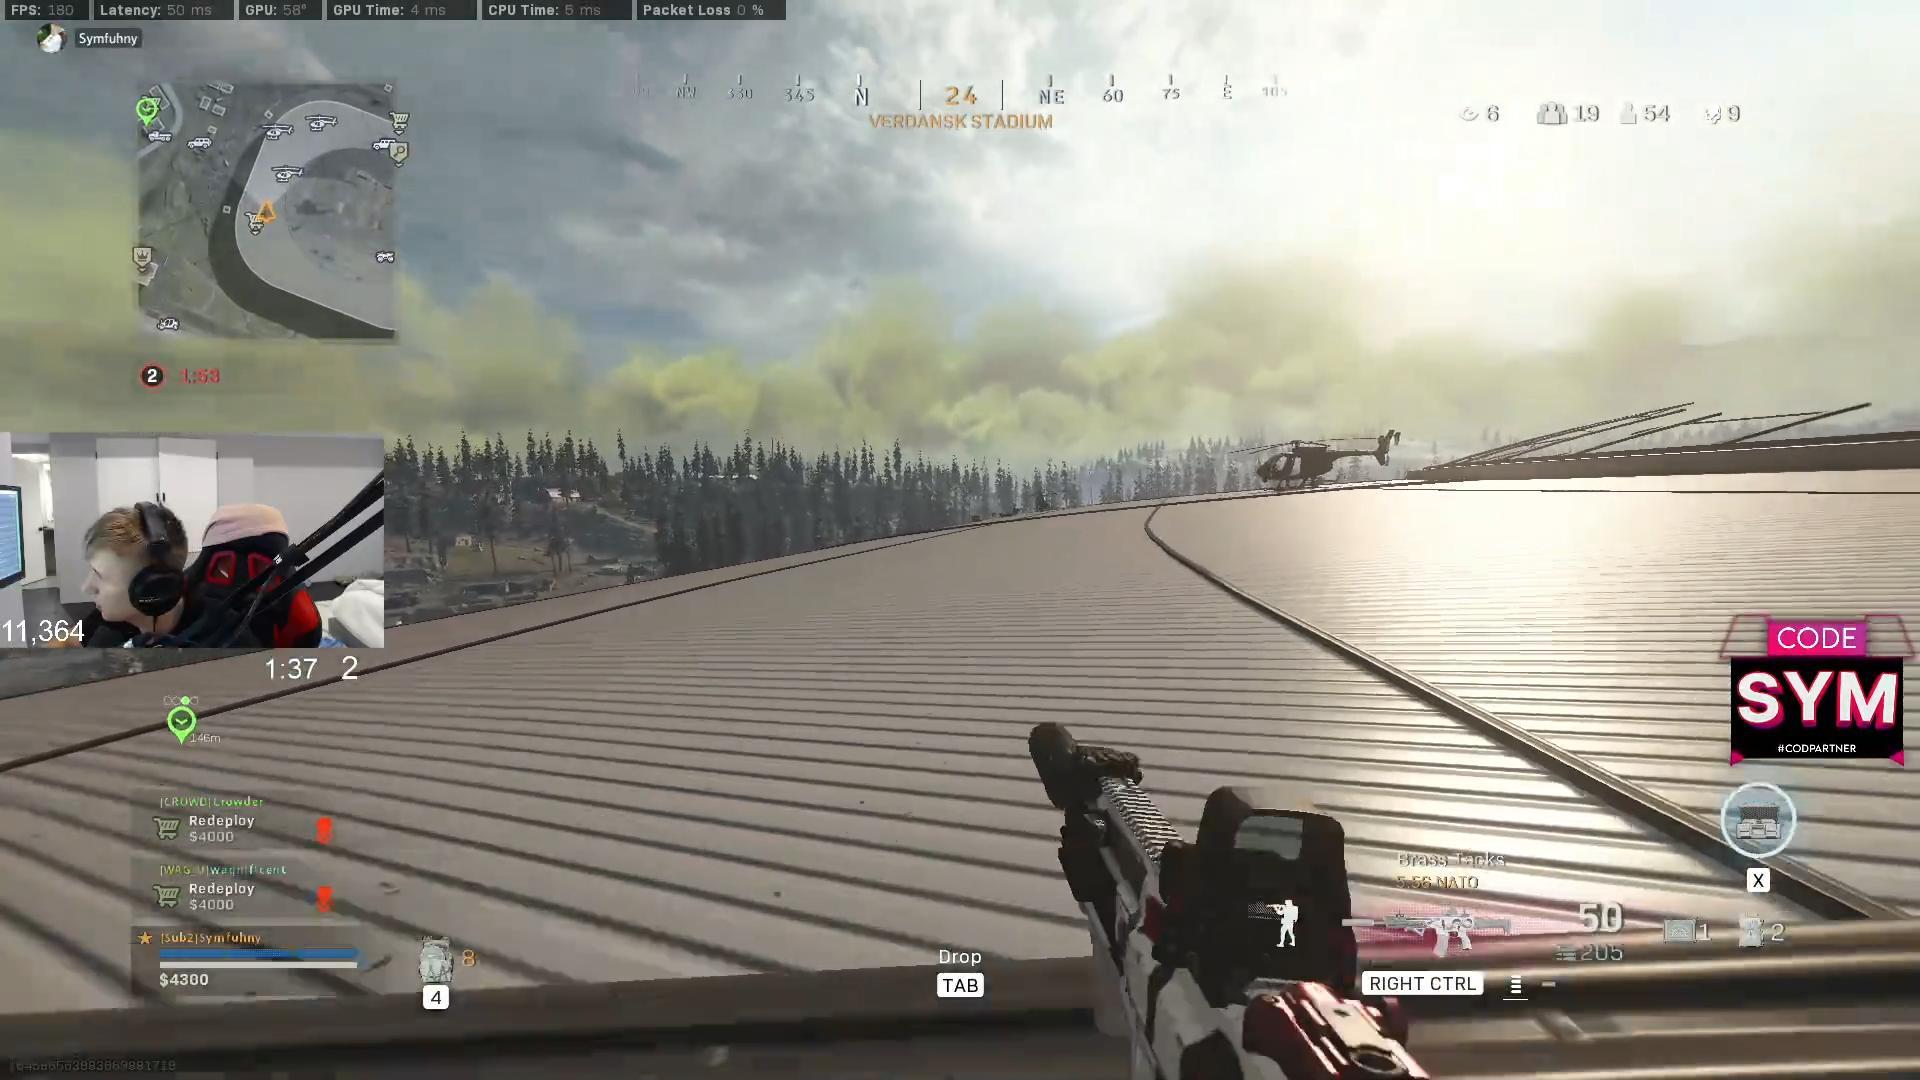 FPS: 180 Latency: 50 ms GPU: 58° GPU Time: 4 ms CPU Time: 5 ms Packet Loss 0 %
Symfuhny
NW 330 345 N 24 NE 60 75 E 105
VERDANSK STADIUM
6 19 54 9
2 1:53
11,364
1:37 2
146m
CODE
SYM
#CODPARTNER
[CROWD]Crowder
Redeploy
$4000
Redeploy
$4000
[Sub2]Symfuhny
$4300
8
4
Drop
TAB
Brass Tacks
5.56 NATO
50
205
RIGHT CTRL
X
1 2